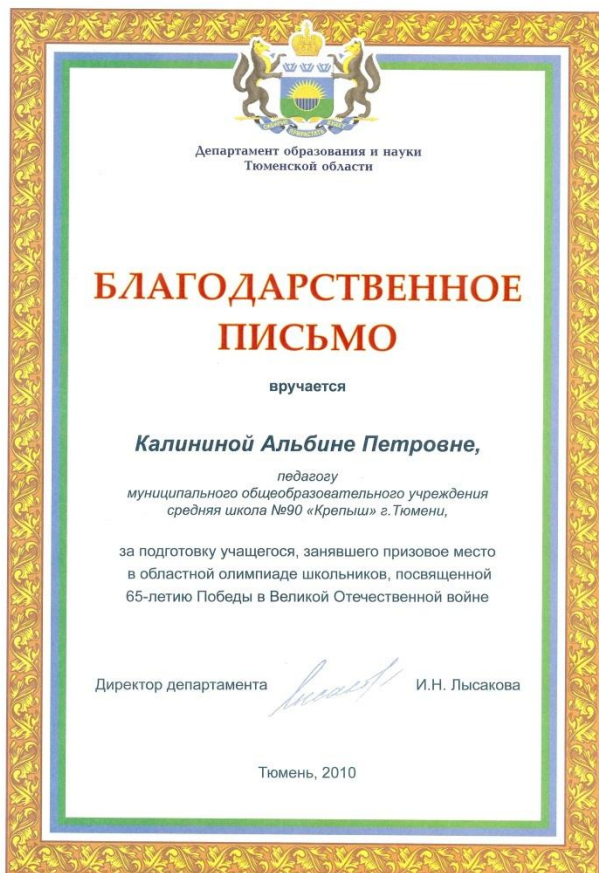 Департамент образования и науки
Тюменской области
БЛАГОДАРСТВЕННОЕ
ПИСЬМО
вручается
Калининой Альбине Петровне,
педагогу
муниципального общеобразовательного учреждения
средняя школа №90 «Крепыш» г.Тюмени,
за подготовку учащегося, занявшего призовое место
в областной олимпиаде школьников, посвященной
65-летию Победы в Великой Отечественной войне
Директор департамента И.Н. Лысакова
Тюмень, 2010